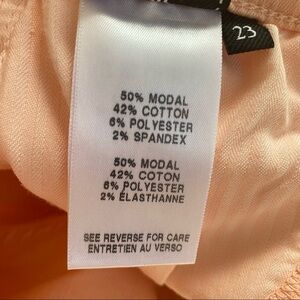 23
50% MODAL
42% COTTON
6% POLYESTER
2% SPANDEX
50% MODAL
42% COTON
6% POLYESTER
2% ÉLASTHANNE
SEE REVERSE FOR CARE
ENTRETIEN AU VERSO